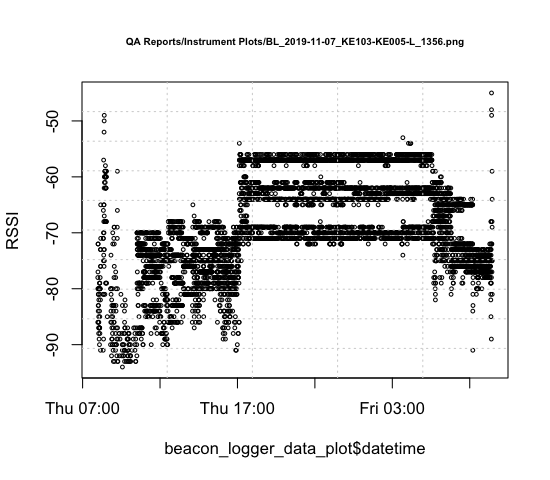 QA Reports/Instrument Plots/BL_2019-11-07_KE103-KE005-L_1356.png
-50
-60
-70
-80
-90
RSSI
Thu 07:00
Thu 17:00
Fri 03:00
beacon_logger_data_plot$datetime